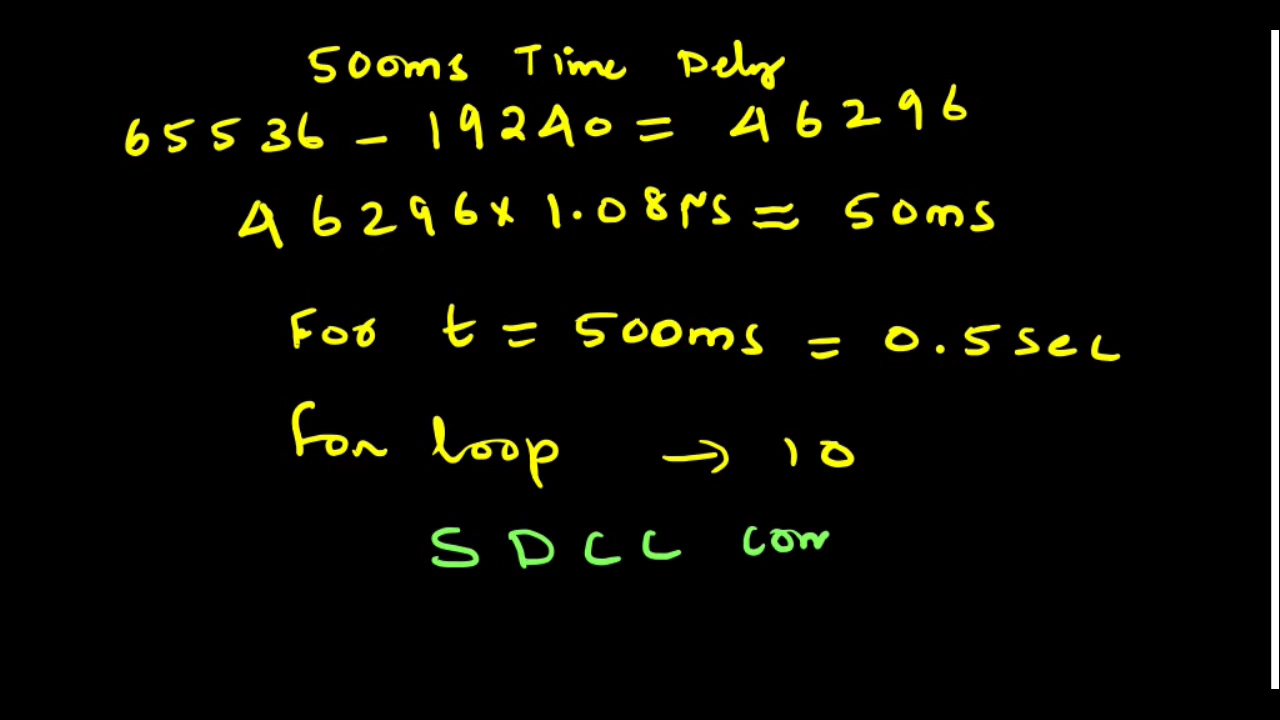 500ms Time Delay
65536 - 19240 = 46296
46296 x 1.08μs ≈ 50ms
For t = 500ms = 0.5 sec
for loop → 10
SDCC com